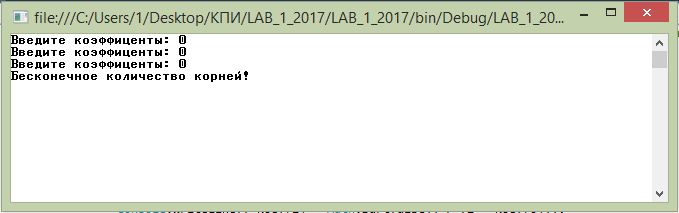 file:///C:/Users/1/Desktop/КПИ/LAB_1_2017/LAB_1_2017/bin/Debug/LAB_1_20...
Введите коэффиценты: 0
Введите коэффиценты: 0
Введите коэффиценты: 0
Бесконечное количество корней!